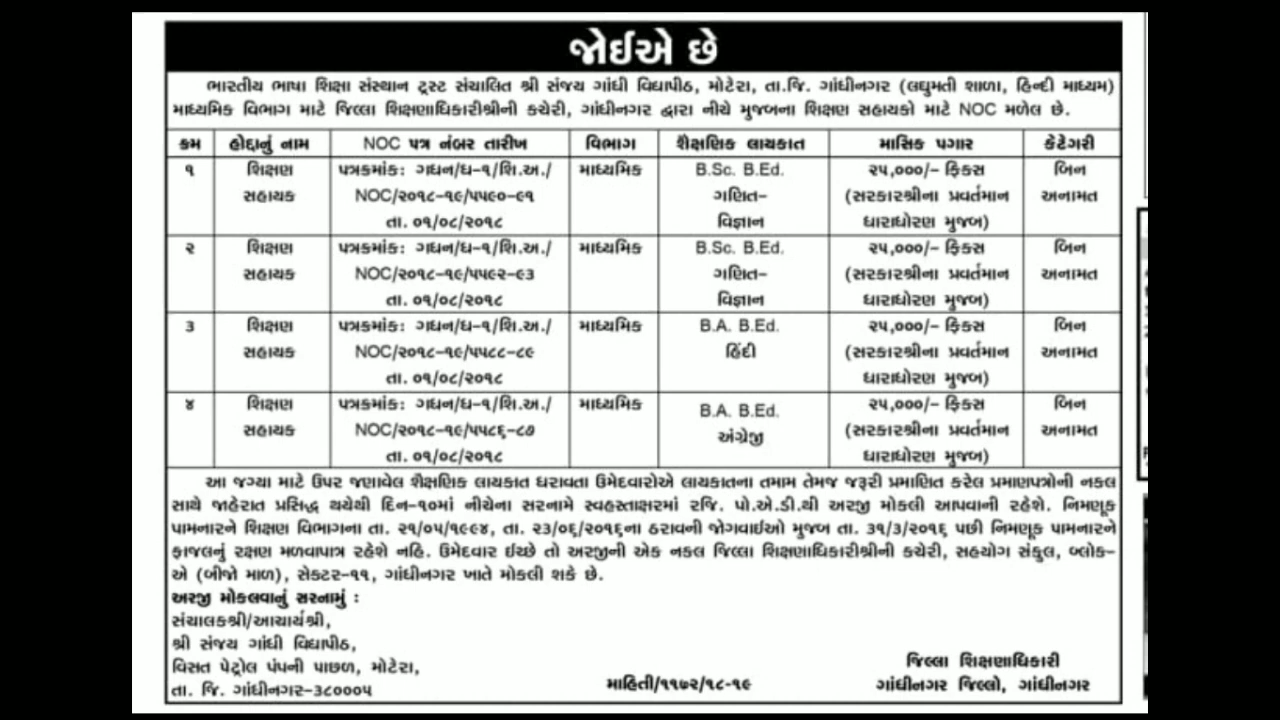 જોઈએ છે
ભારતીય ભાષા શિક્ષા સંસ્થાન ટ્રસ્ટ સંચાલિત શ્રી સંજય ગાંધી વિદ્યાપીઠ, મોટેરા, તા.જિ. ગાંધીનગર (લઘુમતી શાળા, હિન્દી માધ્યમ)
માધ્યમિક વિભાગ માટે જિલ્લા શિક્ષણાધિકારીશ્રીની કચેરી, ગાંધીનગર દ્વારા નીચે મુજબના શિક્ષણ સહાયકો માટે NOC મળેલ છે.
ક્રમ હોદ્દાનું નામ NOC પત્ર નંબર તારીખ વિભાગ શૈક્ષણિક લાયકાત માસિક પગાર કેટેગરી
૧ શિક્ષણ પત્રક્રમાંક: ગધન/ધ-૧/શિ.અ./ માધ્યમિક B.Sc. B.Ed. ૨૫,૦૦૦/- ફિક્સ બિન
સહાયક NOC/૨૦૧૮-૧૯/૫૫૯૦-૯૧ ગણિત- (સરકારશ્રીના પ્રવર્તમાન અનામત
તા. ૦૧/૦૮/૨૦૧૮ વિજ્ઞાન ધારાધોરણ મુજબ)
૨ શિક્ષણ પત્રક્રમાંક: ગધન/ધ-૧/શિ.અ./ માધ્યમિક B.Sc. B.Ed. ૨૫,૦૦૦/- ફિક્સ બિન
સહાયક NOC/૨૦૧૮-૧૯/૫૫૯૨-૯૩ ગણિત- (સરકારશ્રીના પ્રવર્તમાન અનામત
તા. ૦૧/૦૮/૨૦૧૮ વિજ્ઞાન ધારાધોરણ મુજબ)
૩ શિક્ષણ પત્રક્રમાંક: ગધન/ધ-૧/શિ.અ./ માધ્યમિક B.A. B.Ed. ૨૫,૦૦૦/- ફિક્સ બિન
સહાયક NOC/૨૦૧૮-૧૯/૫૫૮૮-૮૯ હિંદી (સરકારશ્રીના પ્રવર્તમાન અનામત
તા. ૦૧/૦૮/૨૦૧૮ ધારાધોરણ મુજબ)
૪ શિક્ષણ પત્રક્રમાંક: ગધન/ધ-૧/શિ.અ./ માધ્યમિક B.A. B.Ed. ૨૫,૦૦૦/- ફિક્સ બિન
સહાયક NOC/૨૦૧૮-૧૯/૫૫૮૬-૮૭ અંગ્રેજી (સરકારશ્રીના પ્રવર્તમાન અનામત
તા. ૦૧/૦૮/૨૦૧૮ ધારાધોરણ મુજબ)
આ જગ્યા માટે ઉપર જણાવેલ શૈક્ષણિક લાયકાત ધરાવતા ઉમેદવારોએ લાયકાતના તમામ તેમજ જરૂરી પ્રમાણિત કરેલ પ્રમાણપત્રોની નકલ
સાથે જાહેરાત પ્રસિદ્ધ થયેથી દિન-૧૦માં નીચેના સરનામે સ્વહસ્તાક્ષરમાં રજિ. પો.એ.ડી.થી અરજી મોકલી આપવાની રહેશે. નિમણૂક
પામનારને શિક્ષણ વિભાગના તા. ૨૧/૦૫/૧૯૯૪, તા. ૨૩/૦૬/૨૦૧૬ના ઠરાવની જોગવાઈઓ મુજબ તા. ૩૧/૩/૨૦૧૬ પછી નિમણૂક પામનારને
ફાજલનું રક્ષણ મળવાપાત્ર રહેશે નહિ. ઉમેદવાર ઈચ્છે તો અરજીની એક નકલ જિલ્લા શિક્ષણાધિકારીશ્રીની કચેરી, સહયોગ સંકુલ, બ્લોક-
એ (બીજો માળ), સેક્ટર-૧૧, ગાંધીનગર ખાતે મોકલી શકે છે.
અરજી મોકલવાનું સરનામું :
સંચાલકશ્રી/આચાર્યશ્રી,
શ્રી સંજય ગાંધી વિદ્યાપીઠ,
વિસત પેટ્રોલ પંપની પાછળ, મોટેરા, જિલ્લા શિક્ષણાધિકારી
તા. જિ. ગાંધીનગર-૩૮૦૦૦૫ માહિતી/૧૧૭૨/૧૮-૧૯ ગાંધીનગર જિલ્લો, ગાંધીનગર